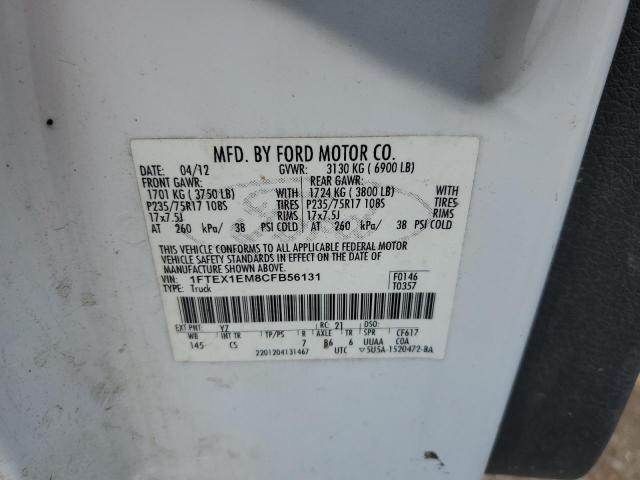 MFD. BY FORD MOTOR CO.
DATE: 04/12 GVWR: 3130 KG (6900 LB)
FRONT GAWR: REAR GAWR:
1701 KG (3750 LB) WITH 1724 KG (3800 LB) WITH
P235/75R17 108S TIRES P235/75R17 108S TIRES
17x7.5J RIMS 17x7.5J RIMS
AT 260 kPa/ 38 PSI COLD AT 260 kPa/ 38 PSI COLD
THIS VEHICLE CONFORMS TO ALL APPLICABLE FEDERAL MOTOR
VEHICLE SAFETY STANDARDS IN EFFECT ON THE DATE OF
MANUFACTURE SHOWN ABOVE.
VIN: 1FTEX1EM8CFB56131 F0146
TYPE: Truck T0357
EXT PNT: YZ RC: 21 DSO:
WB INT TR TP/PS R AXLE TR SPR CF617
145 CS 7 B6 6 UUAA COA
2201204131467 UTC 5U5A-1520472-BA